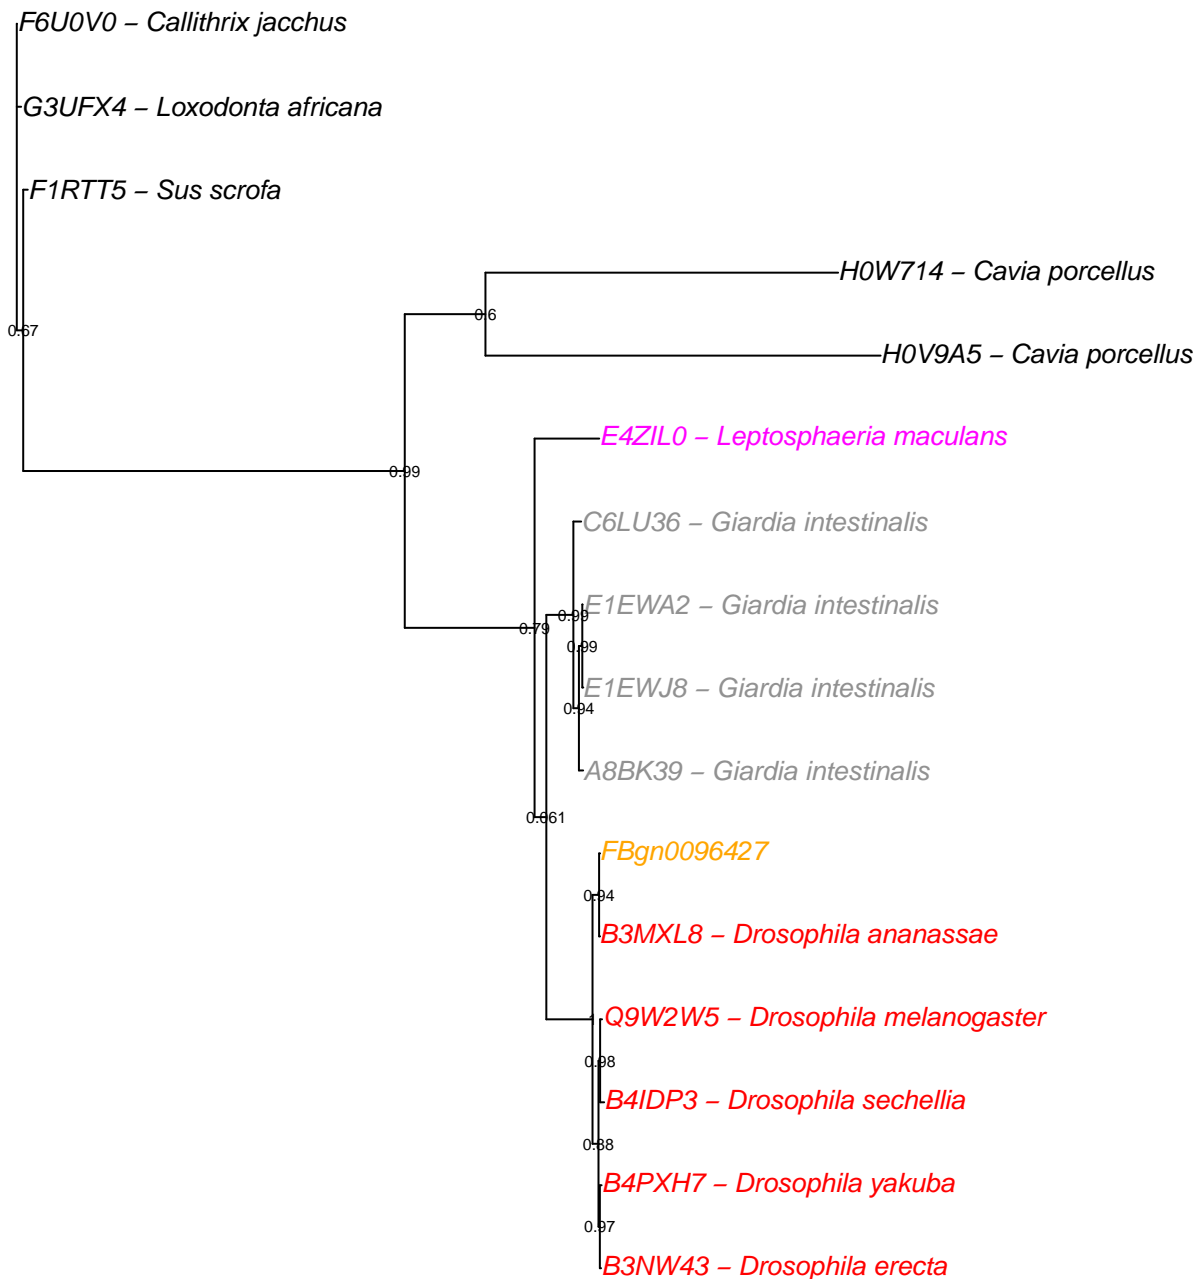 F6U0V0 – Callithrix jacchus
G3UFX4 – Loxodonta africana
F1RTT5 – Sus scrofa
H0W714 – Cavia porcellus
0.6
0.67
H0V9A5 – Cavia porcellus
E4ZIL0 – Leptosphaeria maculans
0.99
C6LU36 – Giardia intestinalis
E1EWA2 – Giardia intestinalis
0.99
0.79
0.99
E1EWJ8 – Giardia intestinalis
0.94
A8BK39 – Giardia intestinalis
0.061
FBgn0096427
0.94
B3MXL8 – Drosophila ananassae
Q9W2W5 – Drosophila melanogaster
1
0.98
B4IDP3 – Drosophila sechellia
0.88
B4PXH7 – Drosophila yakuba
0.97
B3NW43 – Drosophila erecta